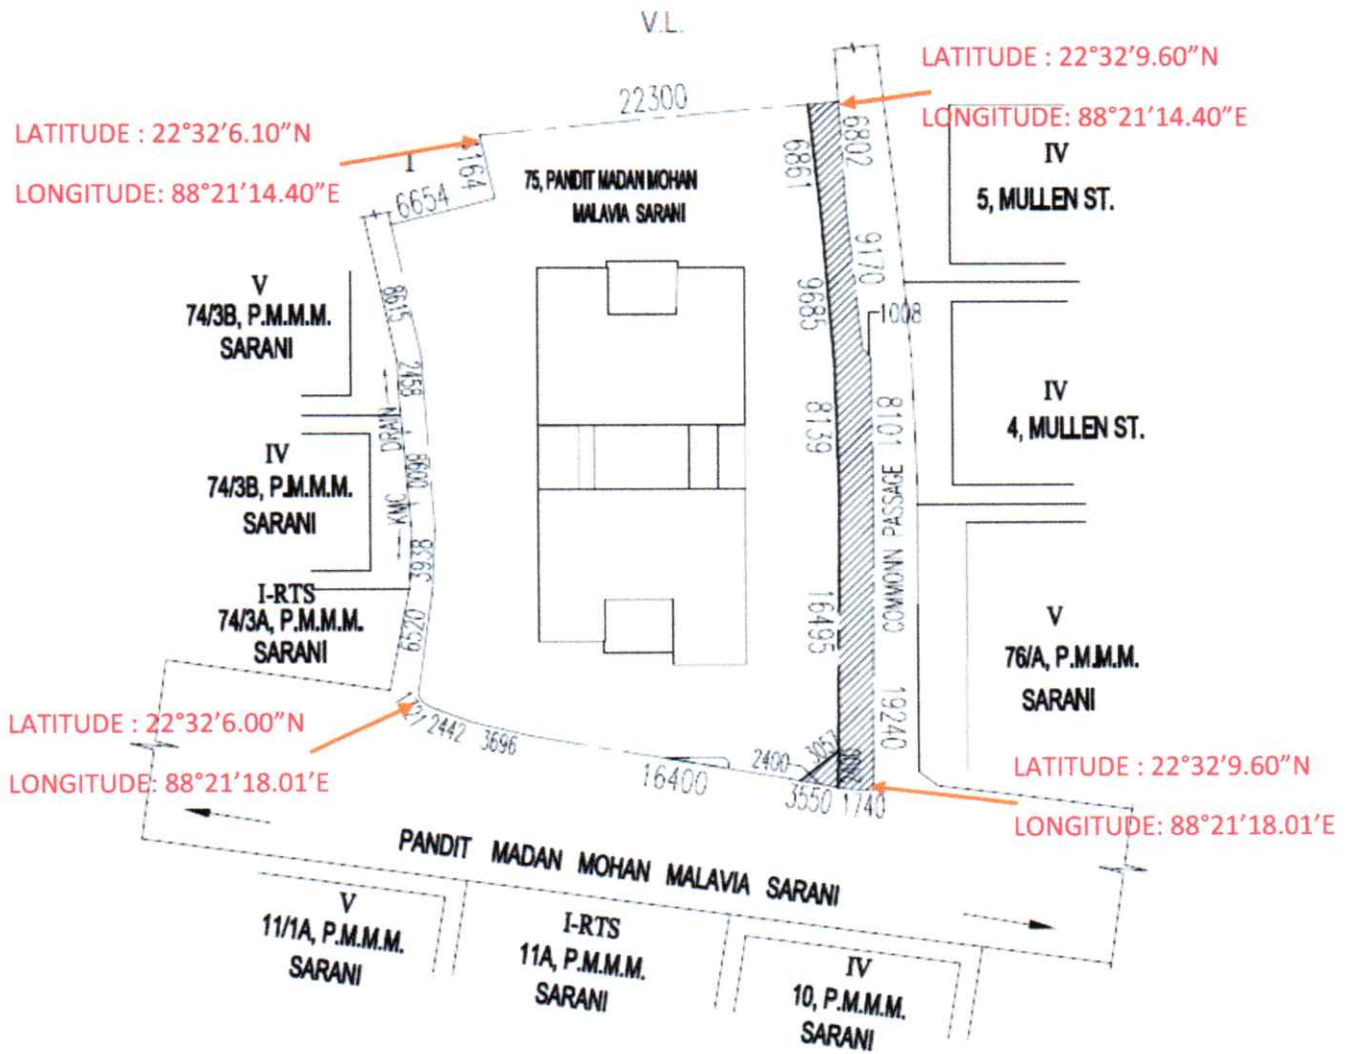 V.L.
LATITUDE : 22°32'9.60"N
LONGITUDE: 88°21'14.40"E
22300
LATITUDE : 22°32'6.10"N
LONGITUDE: 88°21'14.40"E
I
164
6654
75, PANDIT MADAN MOHAN
MALAVIA SARANI
6861
6802
IV
5, MULLEN ST.
9170
9685
1008
V
74/3B, P.M.M.M.
SARANI
8615
2458
DRAIN
KMC
IV
74/3B, P.M.M.M.
SARANI
8600
3938
I-RTS
74/3A, P.M.M.M.
SARANI
6520
8139
8101
COMMONN PASSAGE
IV
4, MULLEN ST.
16495
19240
V
76/A, P.M.M.M.
SARANI
LATITUDE : 22°32'6.00"N
LONGITUDE: 88°21'18.01'E
2442
3696
16400
2400
3550
1740
LATITUDE : 22°32'9.60"N
LONGITUDE: 88°21'18.01'E
PANDIT MADAN MOHAN MALAVIA SARANI
V
11/1A, P.M.M.M.
SARANI
I-RTS
11A, P.M.M.M.
SARANI
IV
10, P.M.M.M.
SARANI